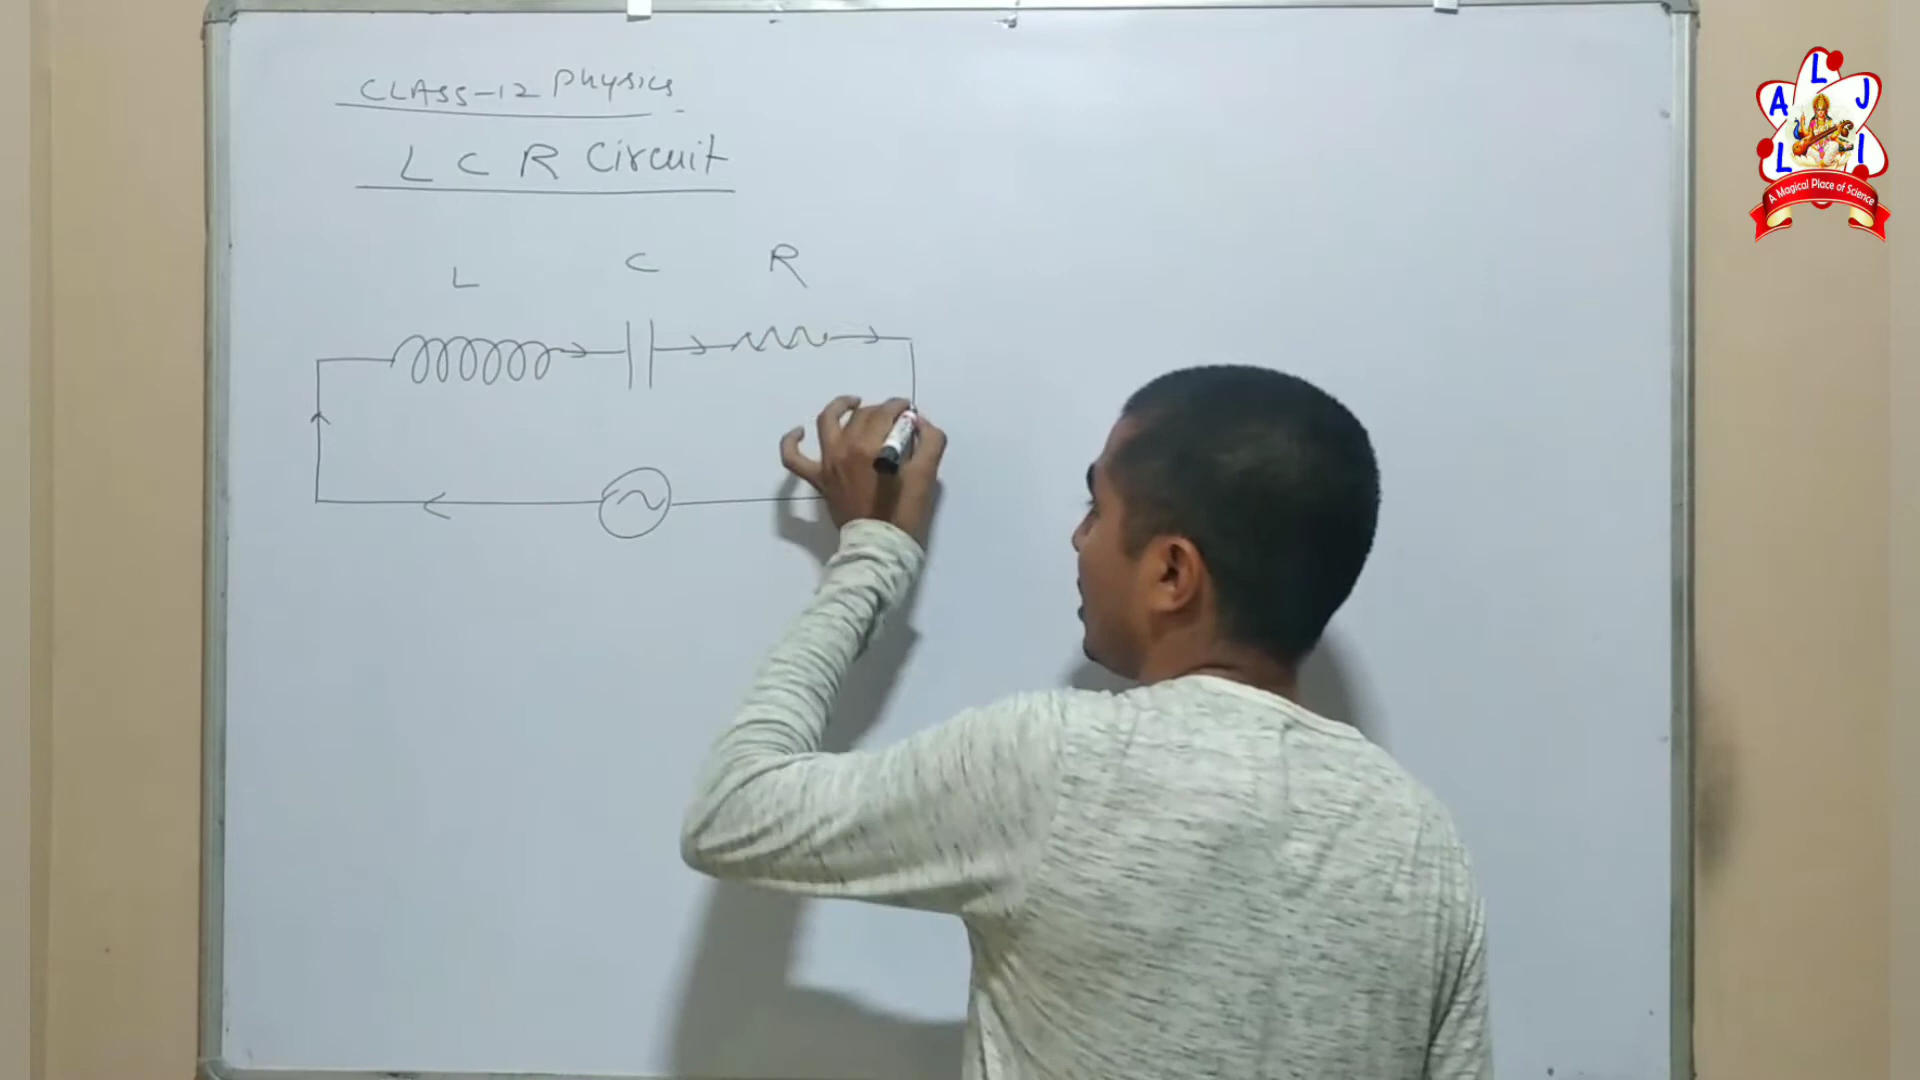 CLASS-12 Physics
L C R Circuit
L C R
A L J
L I
A Magical Place of Science